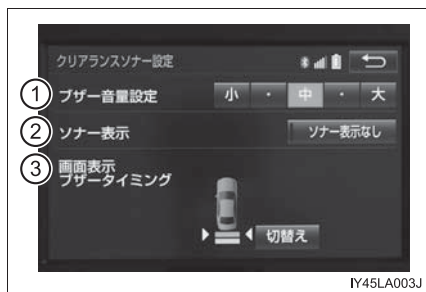 クリアランスソナー設定
① ブザー音量設定 小 ・ 中 ・ 大
② ソナー表示 ソナー表示なし
③ 画面表示
ブザータイミング
切替え
IY45LA003J